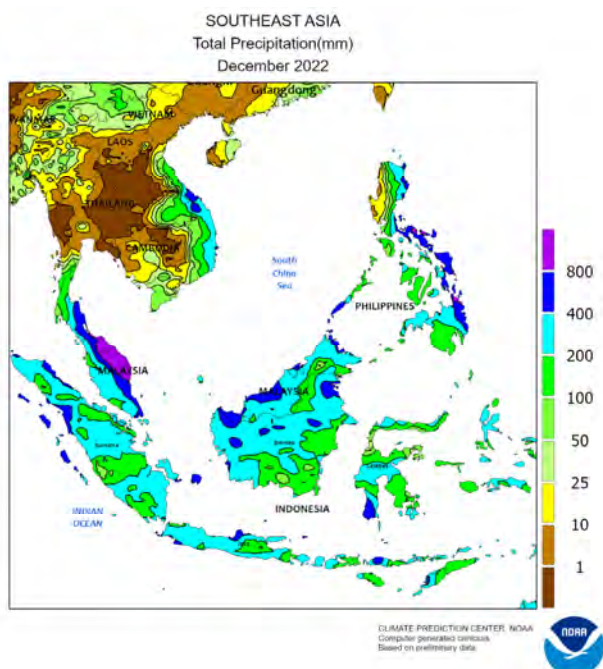 SOUTHEAST ASIA
Total Precipitation(mm)
December 2022
Guangdong
VIETNAM
LAOS
THAILAND
CAMBODIA
South
China
Sea
PHILIPPINES
MALAYSIA
MALAYSIA
Sumatra
Borneo
INDIAN
OCEAN
INDONESIA
800
400
200
100
50
25
10
1
CLIMATE PREDICTION CENTER, NOAA
Computer generated contours
Based on preliminary data
NOAA